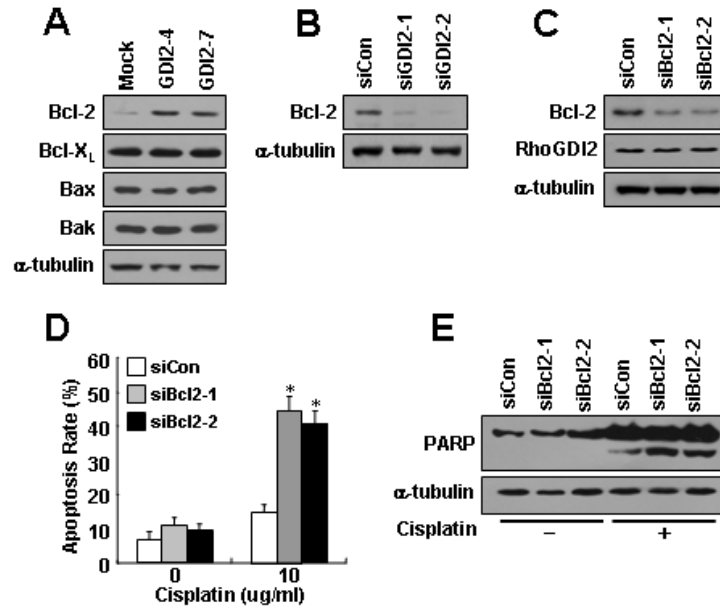 A
Mock GDI2-4 GDI2-7
Bcl-2
Bcl-XL
Bax
Bak
α-tubulin
B
siCon siGDI2-1 siGDI2-2
Bcl-2
α-tubulin
C
siCon siBcl2-1 siBcl2-2
Bcl-2
RhoGDI2
α-tubulin
D
Apoptosis Rate (%)
60
50
40
30
20
10
0
siCon
siBcl2-1
siBcl2-2
* *
0 10
Cisplatin (ug/ml)
E
siCon siBcl2-1 siBcl2-2 siCon siBcl2-1 siBcl2-2
PARP
α-tubulin
Cisplatin − +